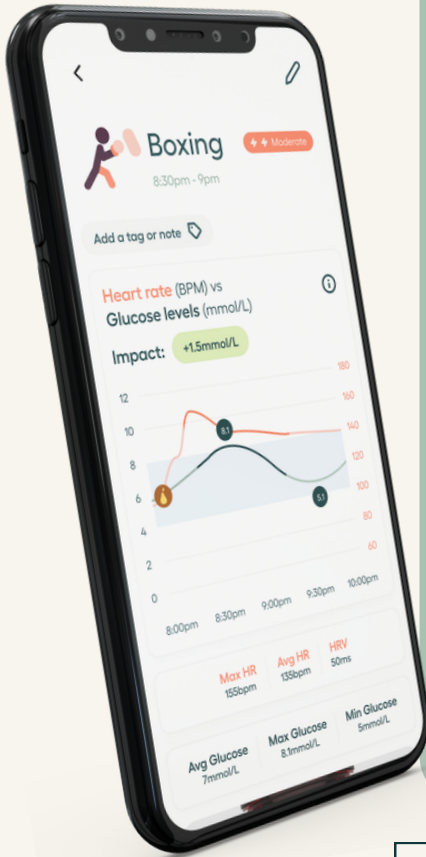 Boxing
Moderate
8:30pm - 9pm
Add a tag or note
Heart rate (BPM) vs
Glucose levels (mmol/L)
Impact: +1.5mmol/L
12
10
8
6
4
2
0
180
160
140
120
100
80
60
8.1
5.1
8:00pm 8:30pm 9:00pm 9:30pm 10:00pm
Max HR Avg HR HRV
155bpm 135bpm 50ms
Avg Glucose Max Glucose Min Glucose
7mmol/L 8.1mmol/L 5mmol/L